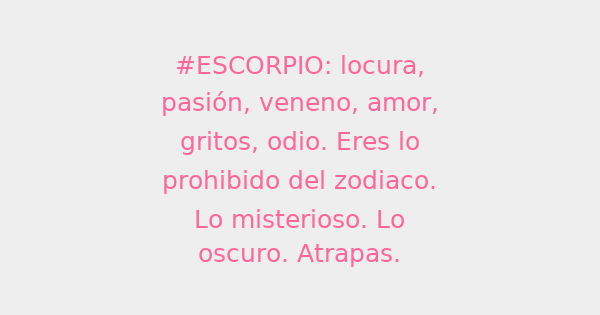 #ESCORPIO: locura,
pasión, veneno, amor,
gritos, odio. Eres lo
prohibido del zodiaco.
Lo misterioso. Lo
oscuro. Atrapas.